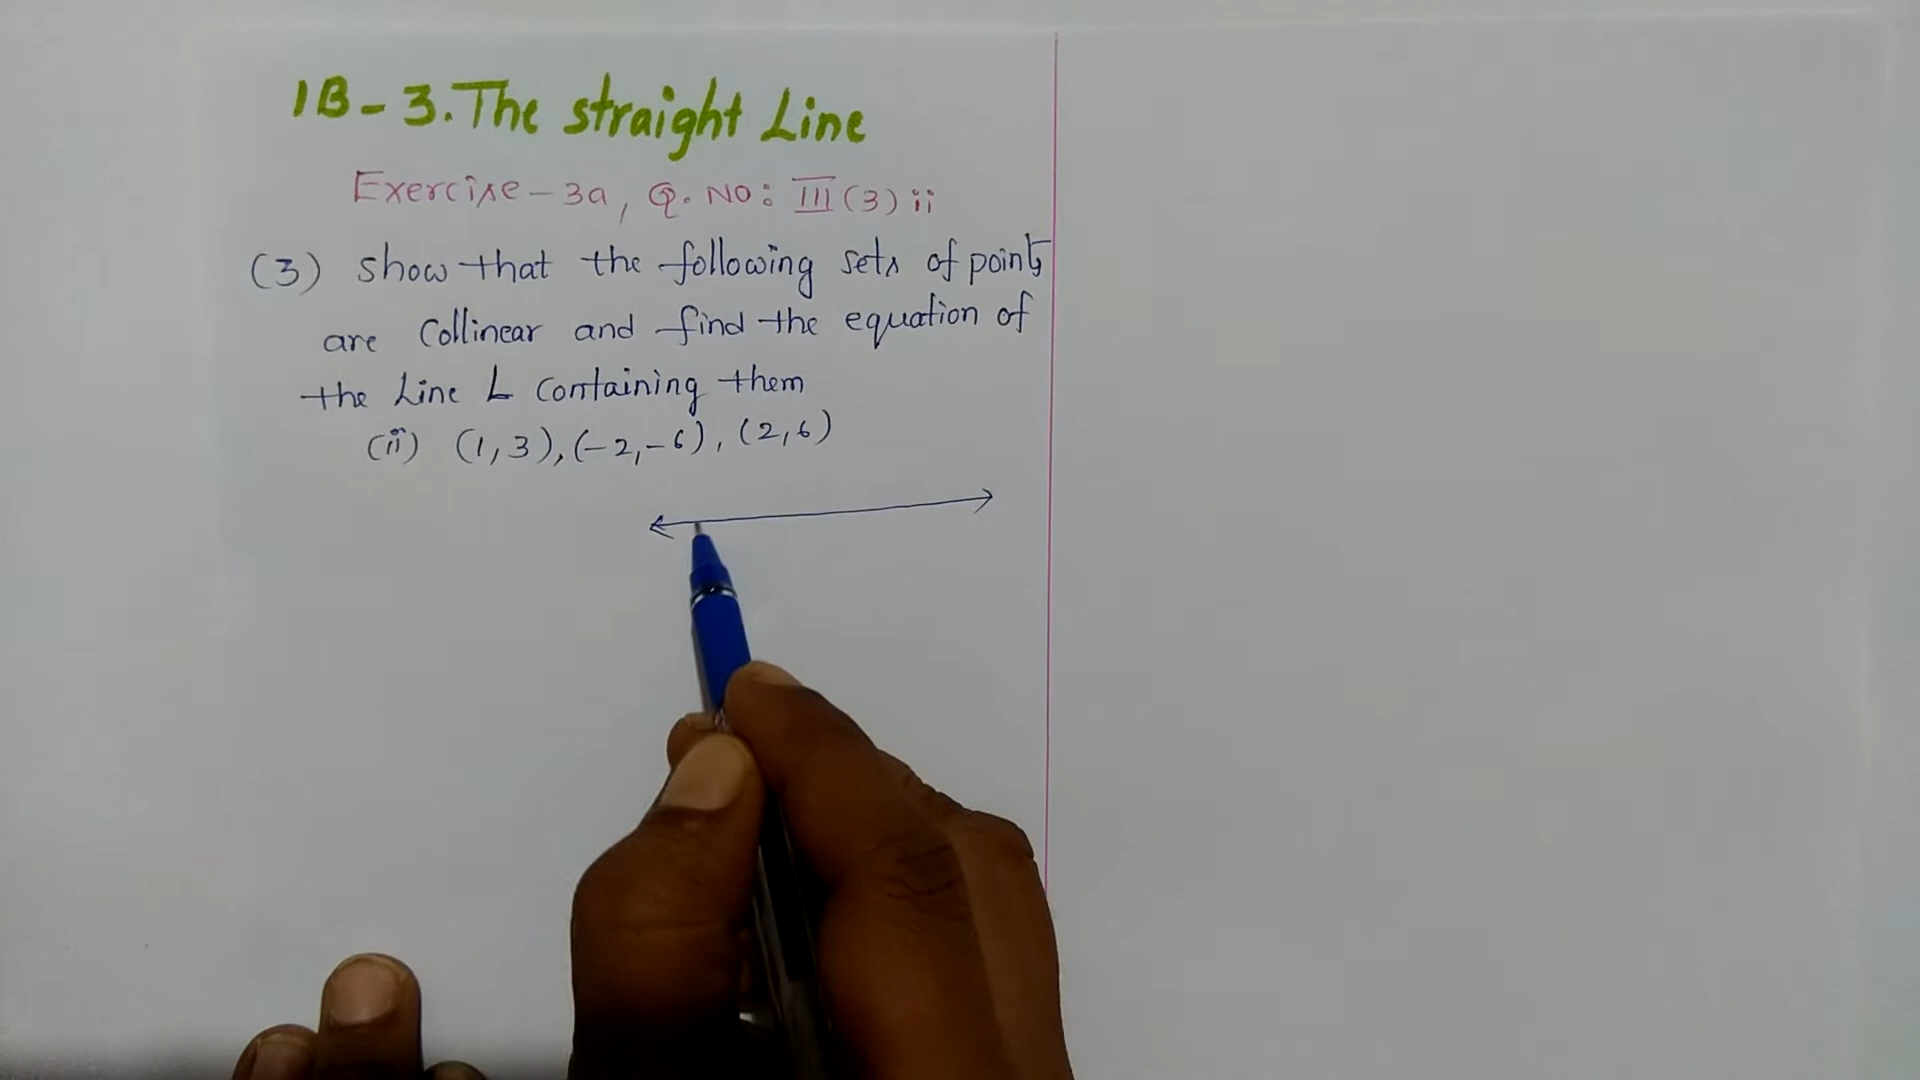 1B-3. The straight Line
Exercise-3a, Q. NO: III (3) ii
(3) show that the following sets of points
are Collinear and find the equation of
the Line L Containing them
(ii) (1,3), (-2,-6), (2,6)